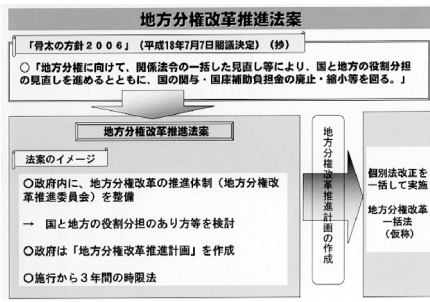 地方分権改革推進法案
「骨太の方針2006」(平成18年7月7日閣議決定)(抄)
○「地方分権に向けて、関係法令の一括した見直し等により、国と地方の役割分担
の見直しを進めるとともに、国の関与・国庫補助負担金の廃止・縮小等を図る。」
地方分権改革推進法案
法案のイメージ
○政府内に、地方分権改革の推進体制(地方分権改
革推進委員会)を整備
→ 国と地方の役割分担のあり方等を検討
○政府は「地方分権改革推進計画」を作成
○施行から3年間の時限法
地方分権改革推進計画の作成
個別法改正を
一括して実施
地方分権改革
一括法
(仮称)